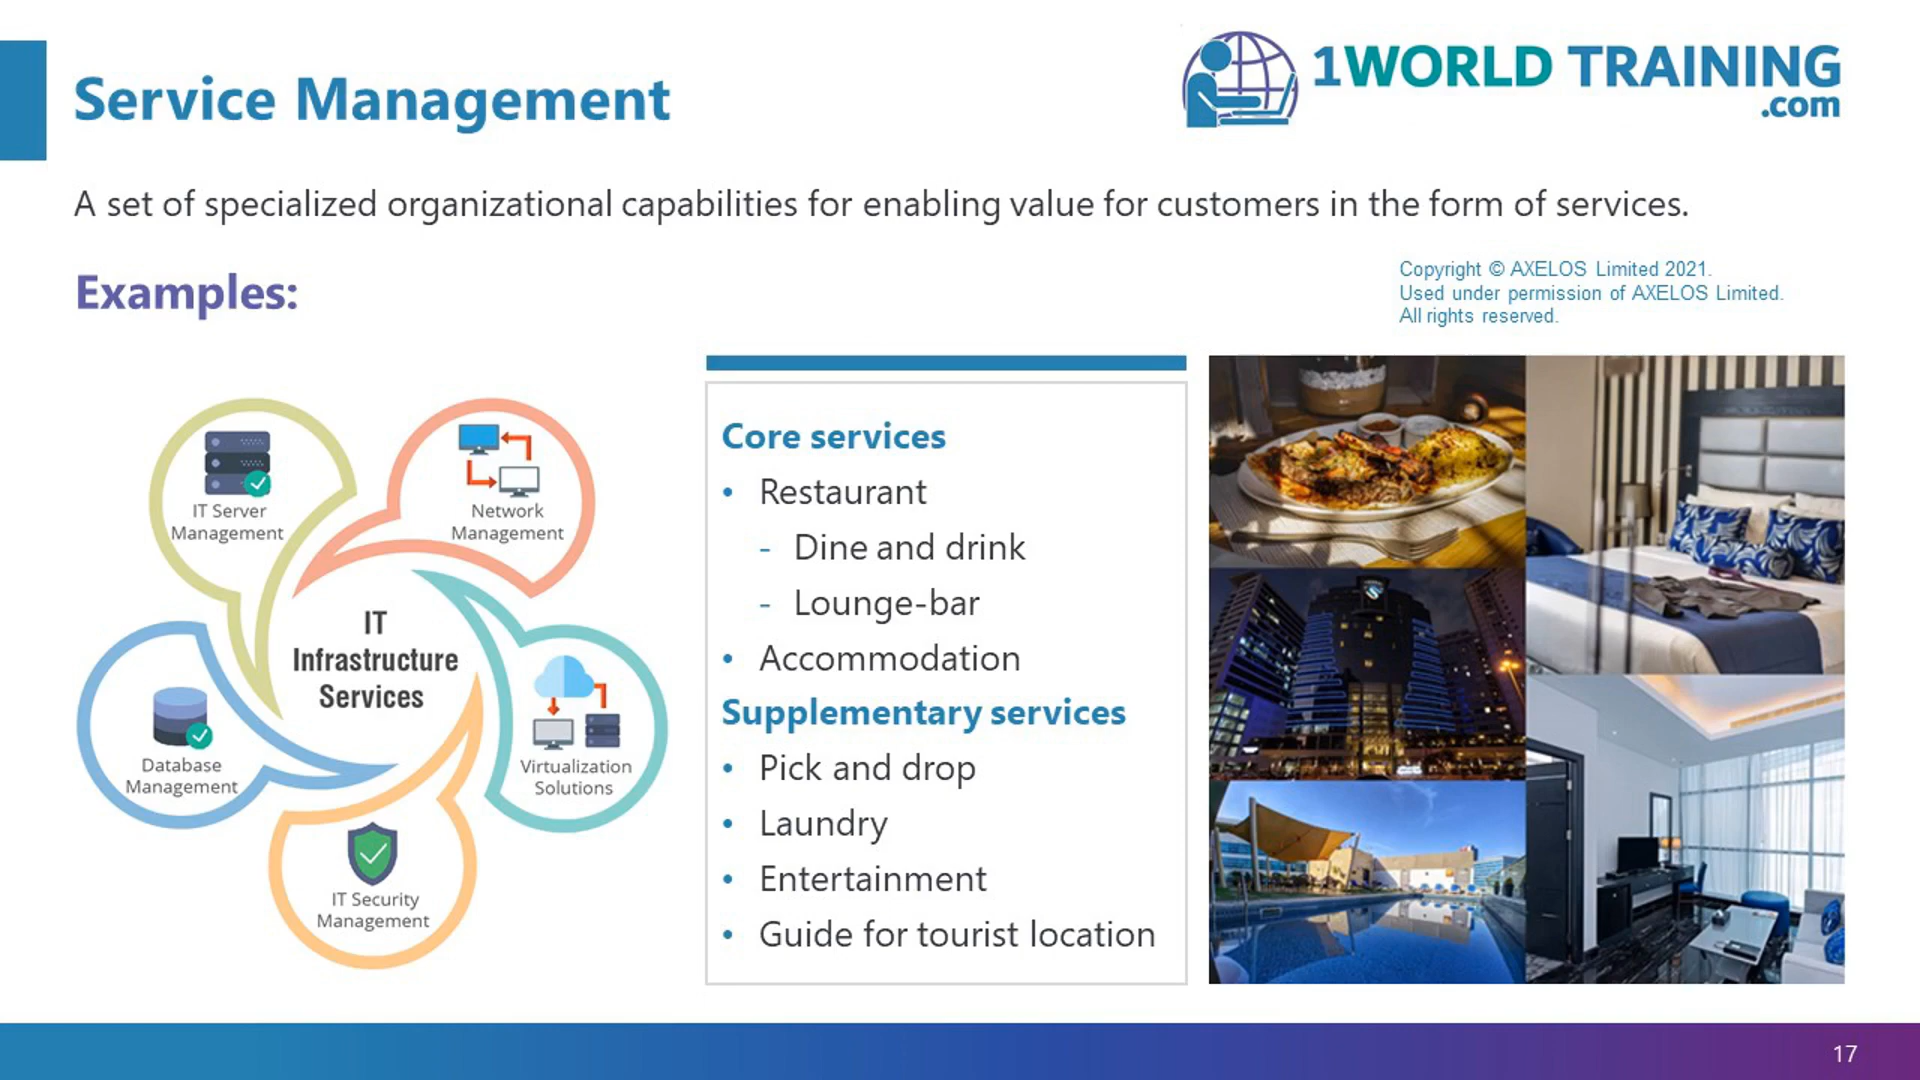 Service Management
1WORLD TRAINING
.com
A set of specialized organizational capabilities for enabling value for customers in the form of services.
Examples:
Copyright © AXELOS Limited 2021.
Used under permission of AXELOS Limited.
All rights reserved.
IT Server
Management
Network
Management
IT
Infrastructure
Services
Database
Management
Virtualization
Solutions
IT Security
Management
Core services
• Restaurant
- Dine and drink
- Lounge-bar
• Accommodation
Supplementary services
• Pick and drop
• Laundry
• Entertainment
• Guide for tourist location
17